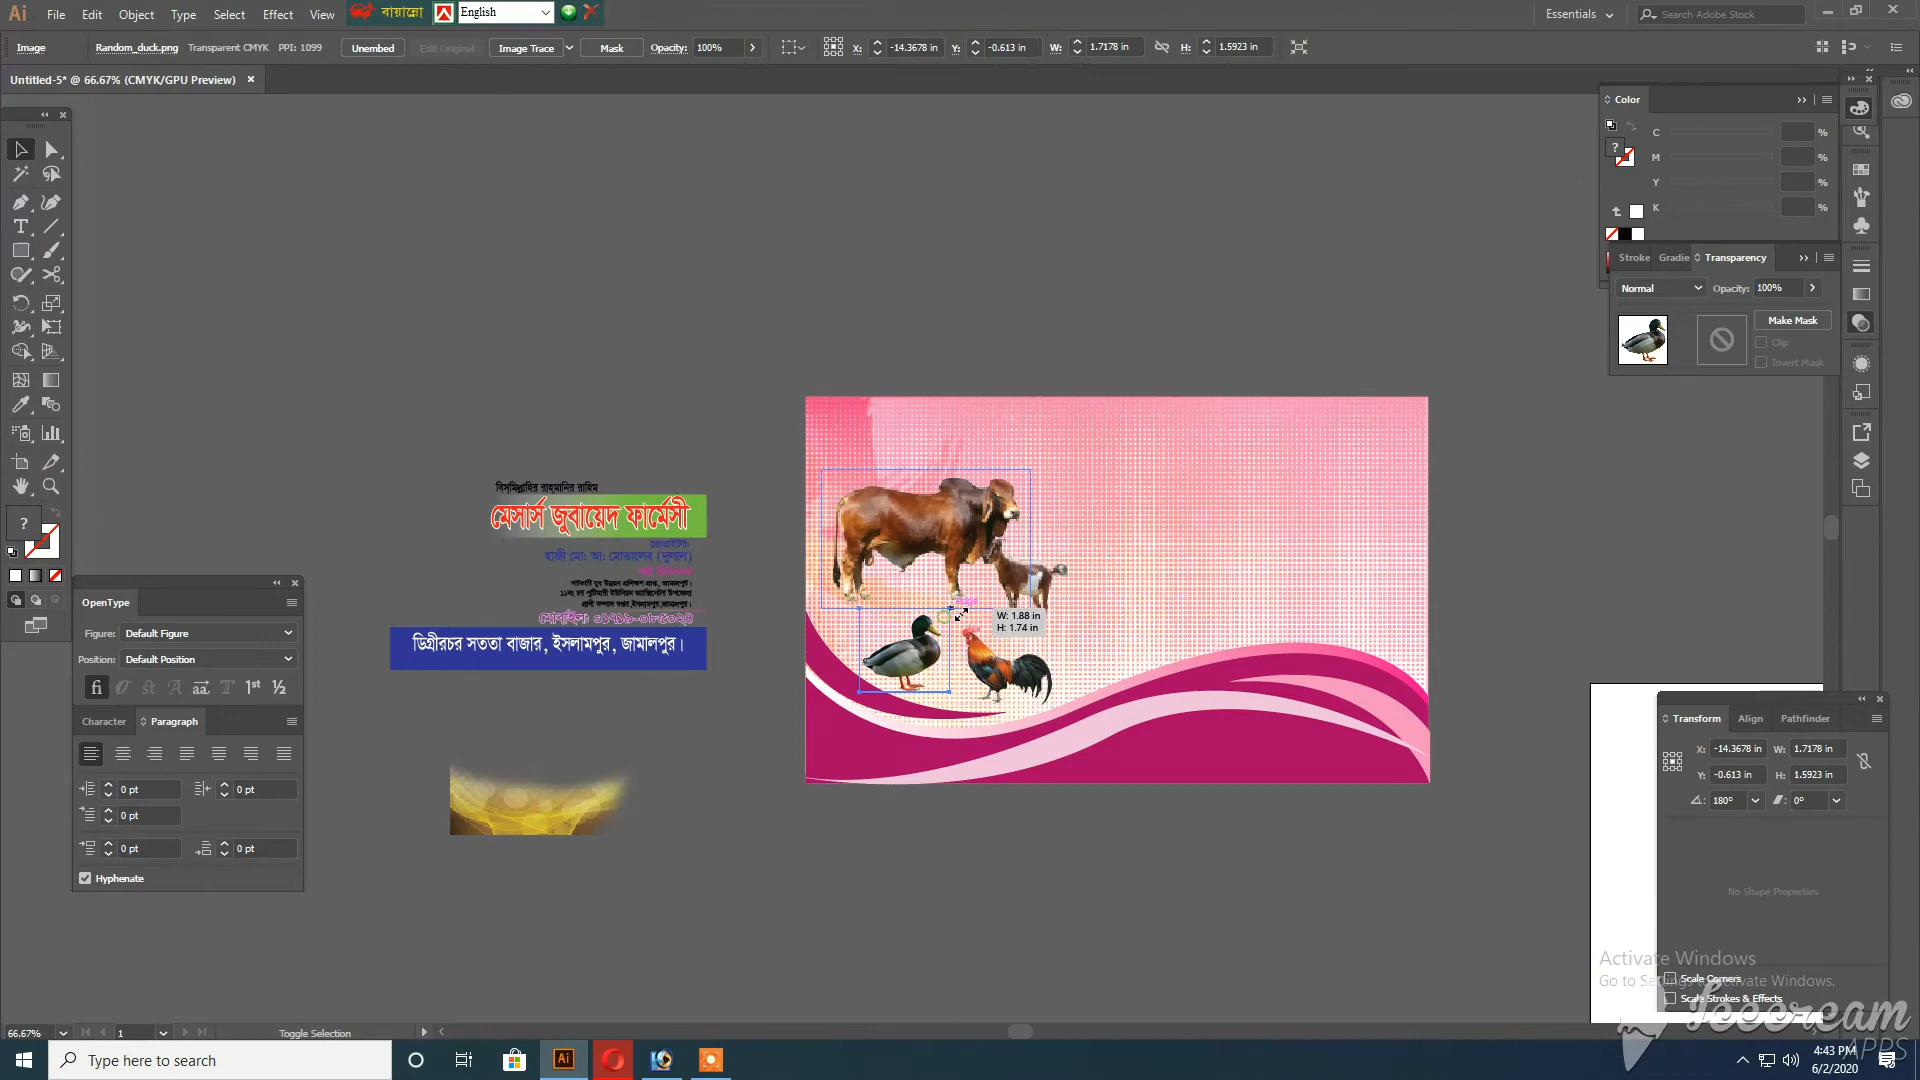 File Edit Object Type Select Effect View বায়ান্নো English Essentials Search Adobe Stock
Image Random_duck.png Transparent CMYK PPI: 1099 Unembed Edit Original Image Trace Mask Opacity: 100% X: -14.3678 in Y: -0.613 in W: 1.7178 in H: 1.5923 in
Untitled-5* @ 66.67% (CMYK/GPU Preview)
Color
C %
M %
Y %
K %
Stroke Gradie Transparency
Normal Opacity: 100%
Make Mask
Clip
Invert Mask
বিস্‌মিল্লাহির রাহ্‌মানির রাহিম
মেসার্স জুবায়েদ ফার্মেসী
হাজী মো: আ: মোতালেব (দুলাল)
মোবাইল: ০১৭১৯-০৮৫০২৪
ডিগ্রীরচর সততা বাজার, ইসলামপুর, জামালপুর।
W: 1.88 in
H: 1.74 in
OpenType
Figure: Default Figure
Position: Default Position
Character Paragraph
0 pt 0 pt
0 pt
0 pt 0 pt
Hyphenate
Transform Align Pathfinder
X: -14.3678 in W: 1.7178 in
Y: -0.613 in H: 1.5923 in
180° 0°
No Shape Properties
Activate Windows
Go to Settings to activate Windows.
Scale Corners
Scale Strokes & Effects
Icecream
APPS
66.67% 1 Toggle Selection
Type here to search
4:43 PM
6/2/2020